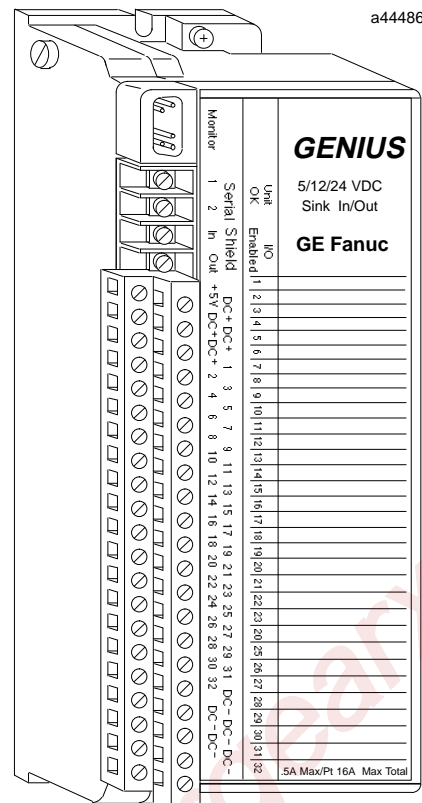 a44486
GENIUS
5/12/24 VDC
Sink In/Out
GE Fanuc
Unit OK
I/O Enabled
1 2 3 4 5 6 7 8 9 10 11 12 13 14 15 16 17 18 19 20 21 22 23 20 25 26 27 28 29 30 31 32
Serial Shield
DC+ DC+ 1 3 5 7 9 11 13 15 17 19 21 23 25 27 29 31 DC- DC- DC-
Monitor
1 2 In Out
+5V DC+ DC+ 2 4 6 8 10 12 14 16 18 20 22 24 26 28 30 32 DC- DC-
.5A Max/Pt 16A Max Total
geary